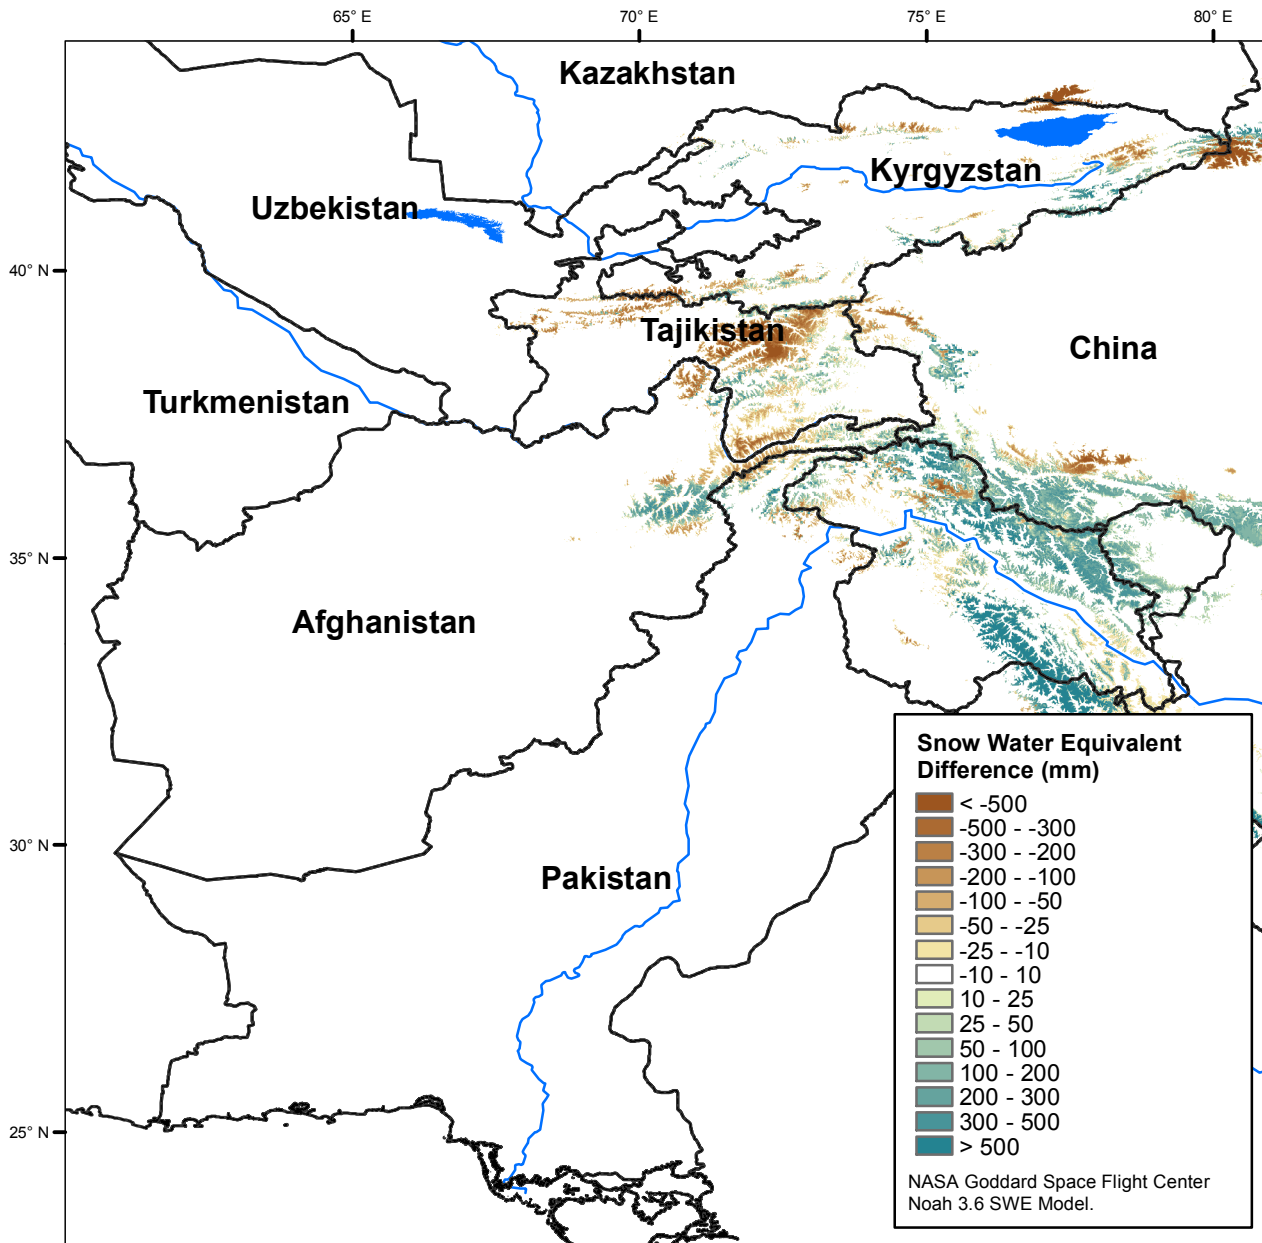 65° E
70° E
75° E
80° E
Kazakhstan
Kyrgyzstan
Uzbekistan
40° N
Tajikistan
China
Turkmenistan
35° N
Afghanistan
Snow Water Equivalent
Difference (mm)
< -500
-500 - -300
-300 - -200
-200 - -100
-100 - -50
-50 - -25
-25 - -10
-10 - 10
10 - 25
25 - 50
50 - 100
100 - 200
200 - 300
300 - 500
> 500
NASA Goddard Space Flight Center
Noah 3.6 SWE Model.
30° N
Pakistan
25° N